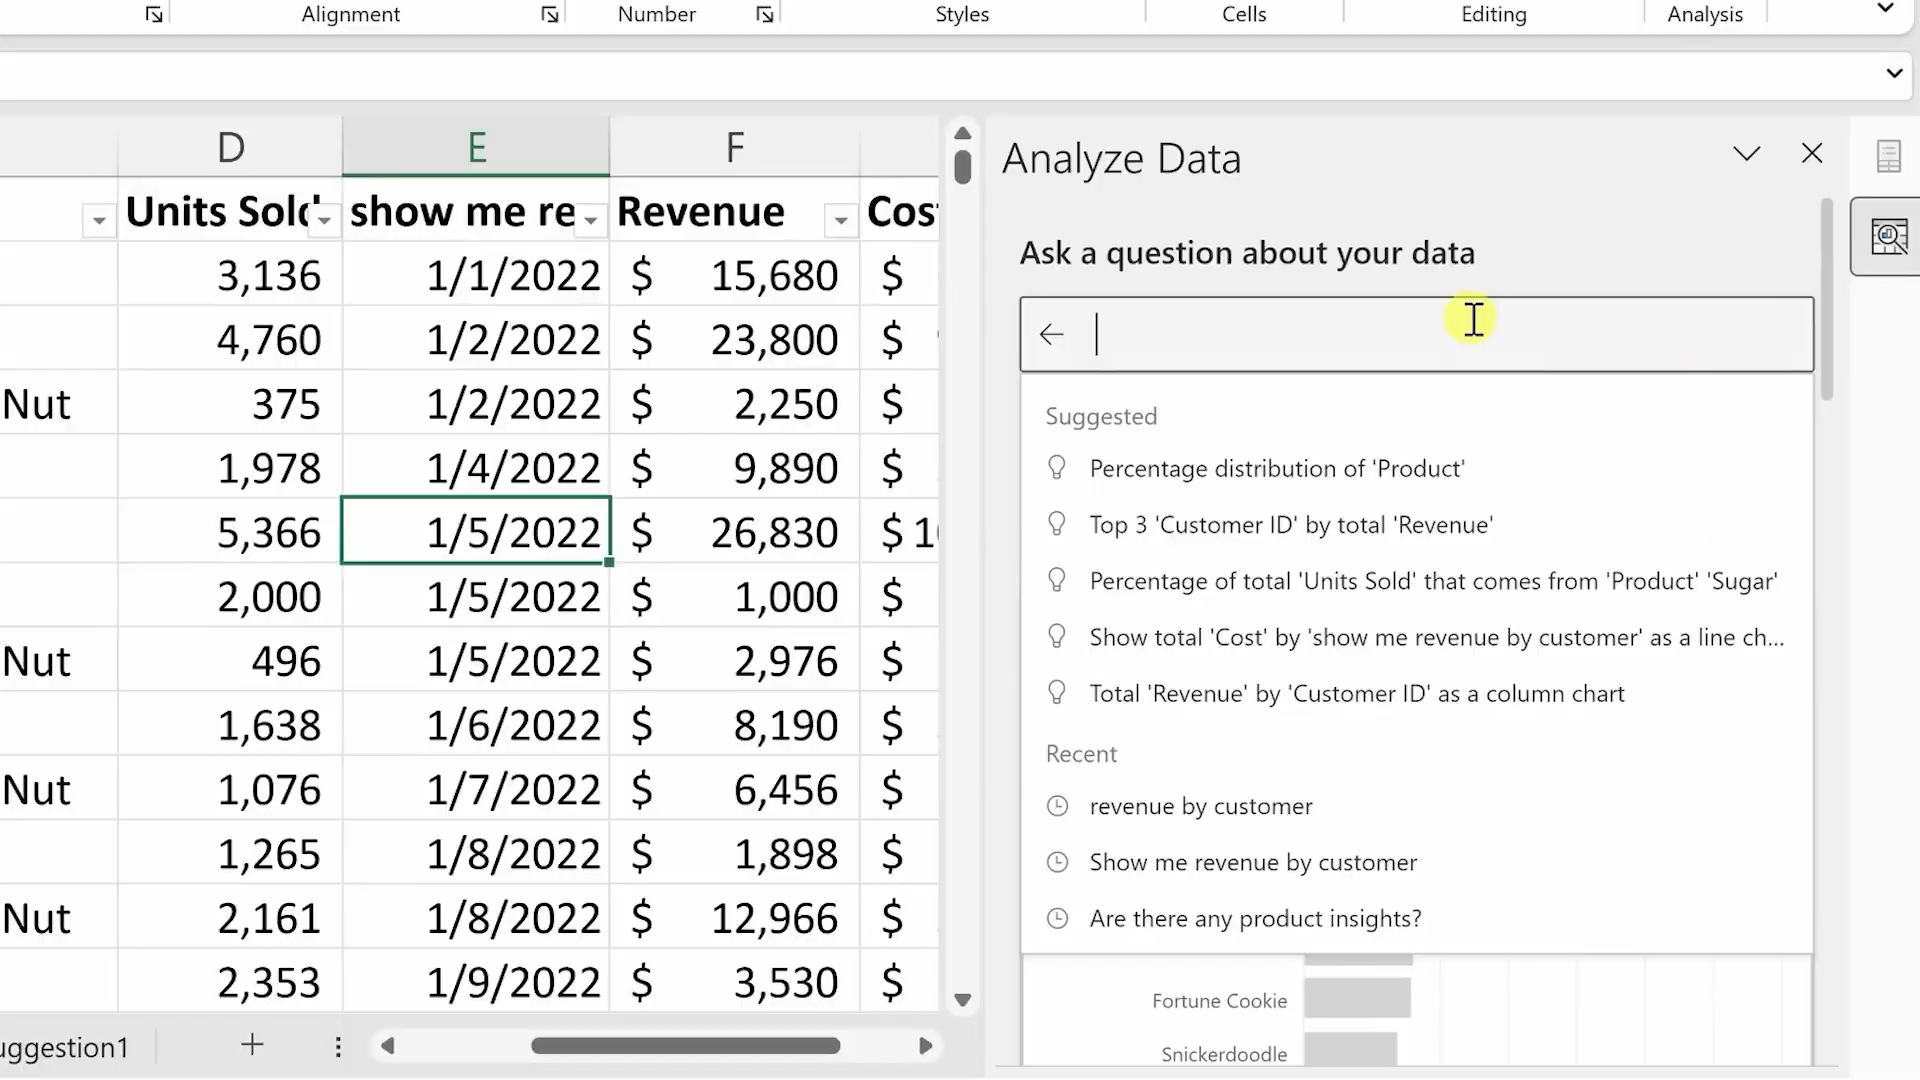 Alignment Number Styles Cells Editing Analysis
D E F
Units Sold show me re Revenue Cos
3,136 1/1/2022 $ 15,680 $
4,760 1/2/2022 $ 23,800 $
Nut 375 1/2/2022 $ 2,250 $
1,978 1/4/2022 $ 9,890 $
5,366 1/5/2022 $ 26,830 $ 1
2,000 1/5/2022 $ 1,000 $
Nut 496 1/5/2022 $ 2,976 $
1,638 1/6/2022 $ 8,190 $
Nut 1,076 1/7/2022 $ 6,456 $
1,265 1/8/2022 $ 1,898 $
Nut 2,161 1/8/2022 $ 12,966 $
2,353 1/9/2022 $ 3,530 $
uggestion1
Analyze Data
Ask a question about your data
Suggested
Percentage distribution of 'Product'
Top 3 'Customer ID' by total 'Revenue'
Percentage of total 'Units Sold' that comes from 'Product' 'Sugar'
Show total 'Cost' by 'show me revenue by customer' as a line ch...
Total 'Revenue' by 'Customer ID' as a column chart
Recent
revenue by customer
Show me revenue by customer
Are there any product insights?
Fortune Cookie
Snickerdoodle